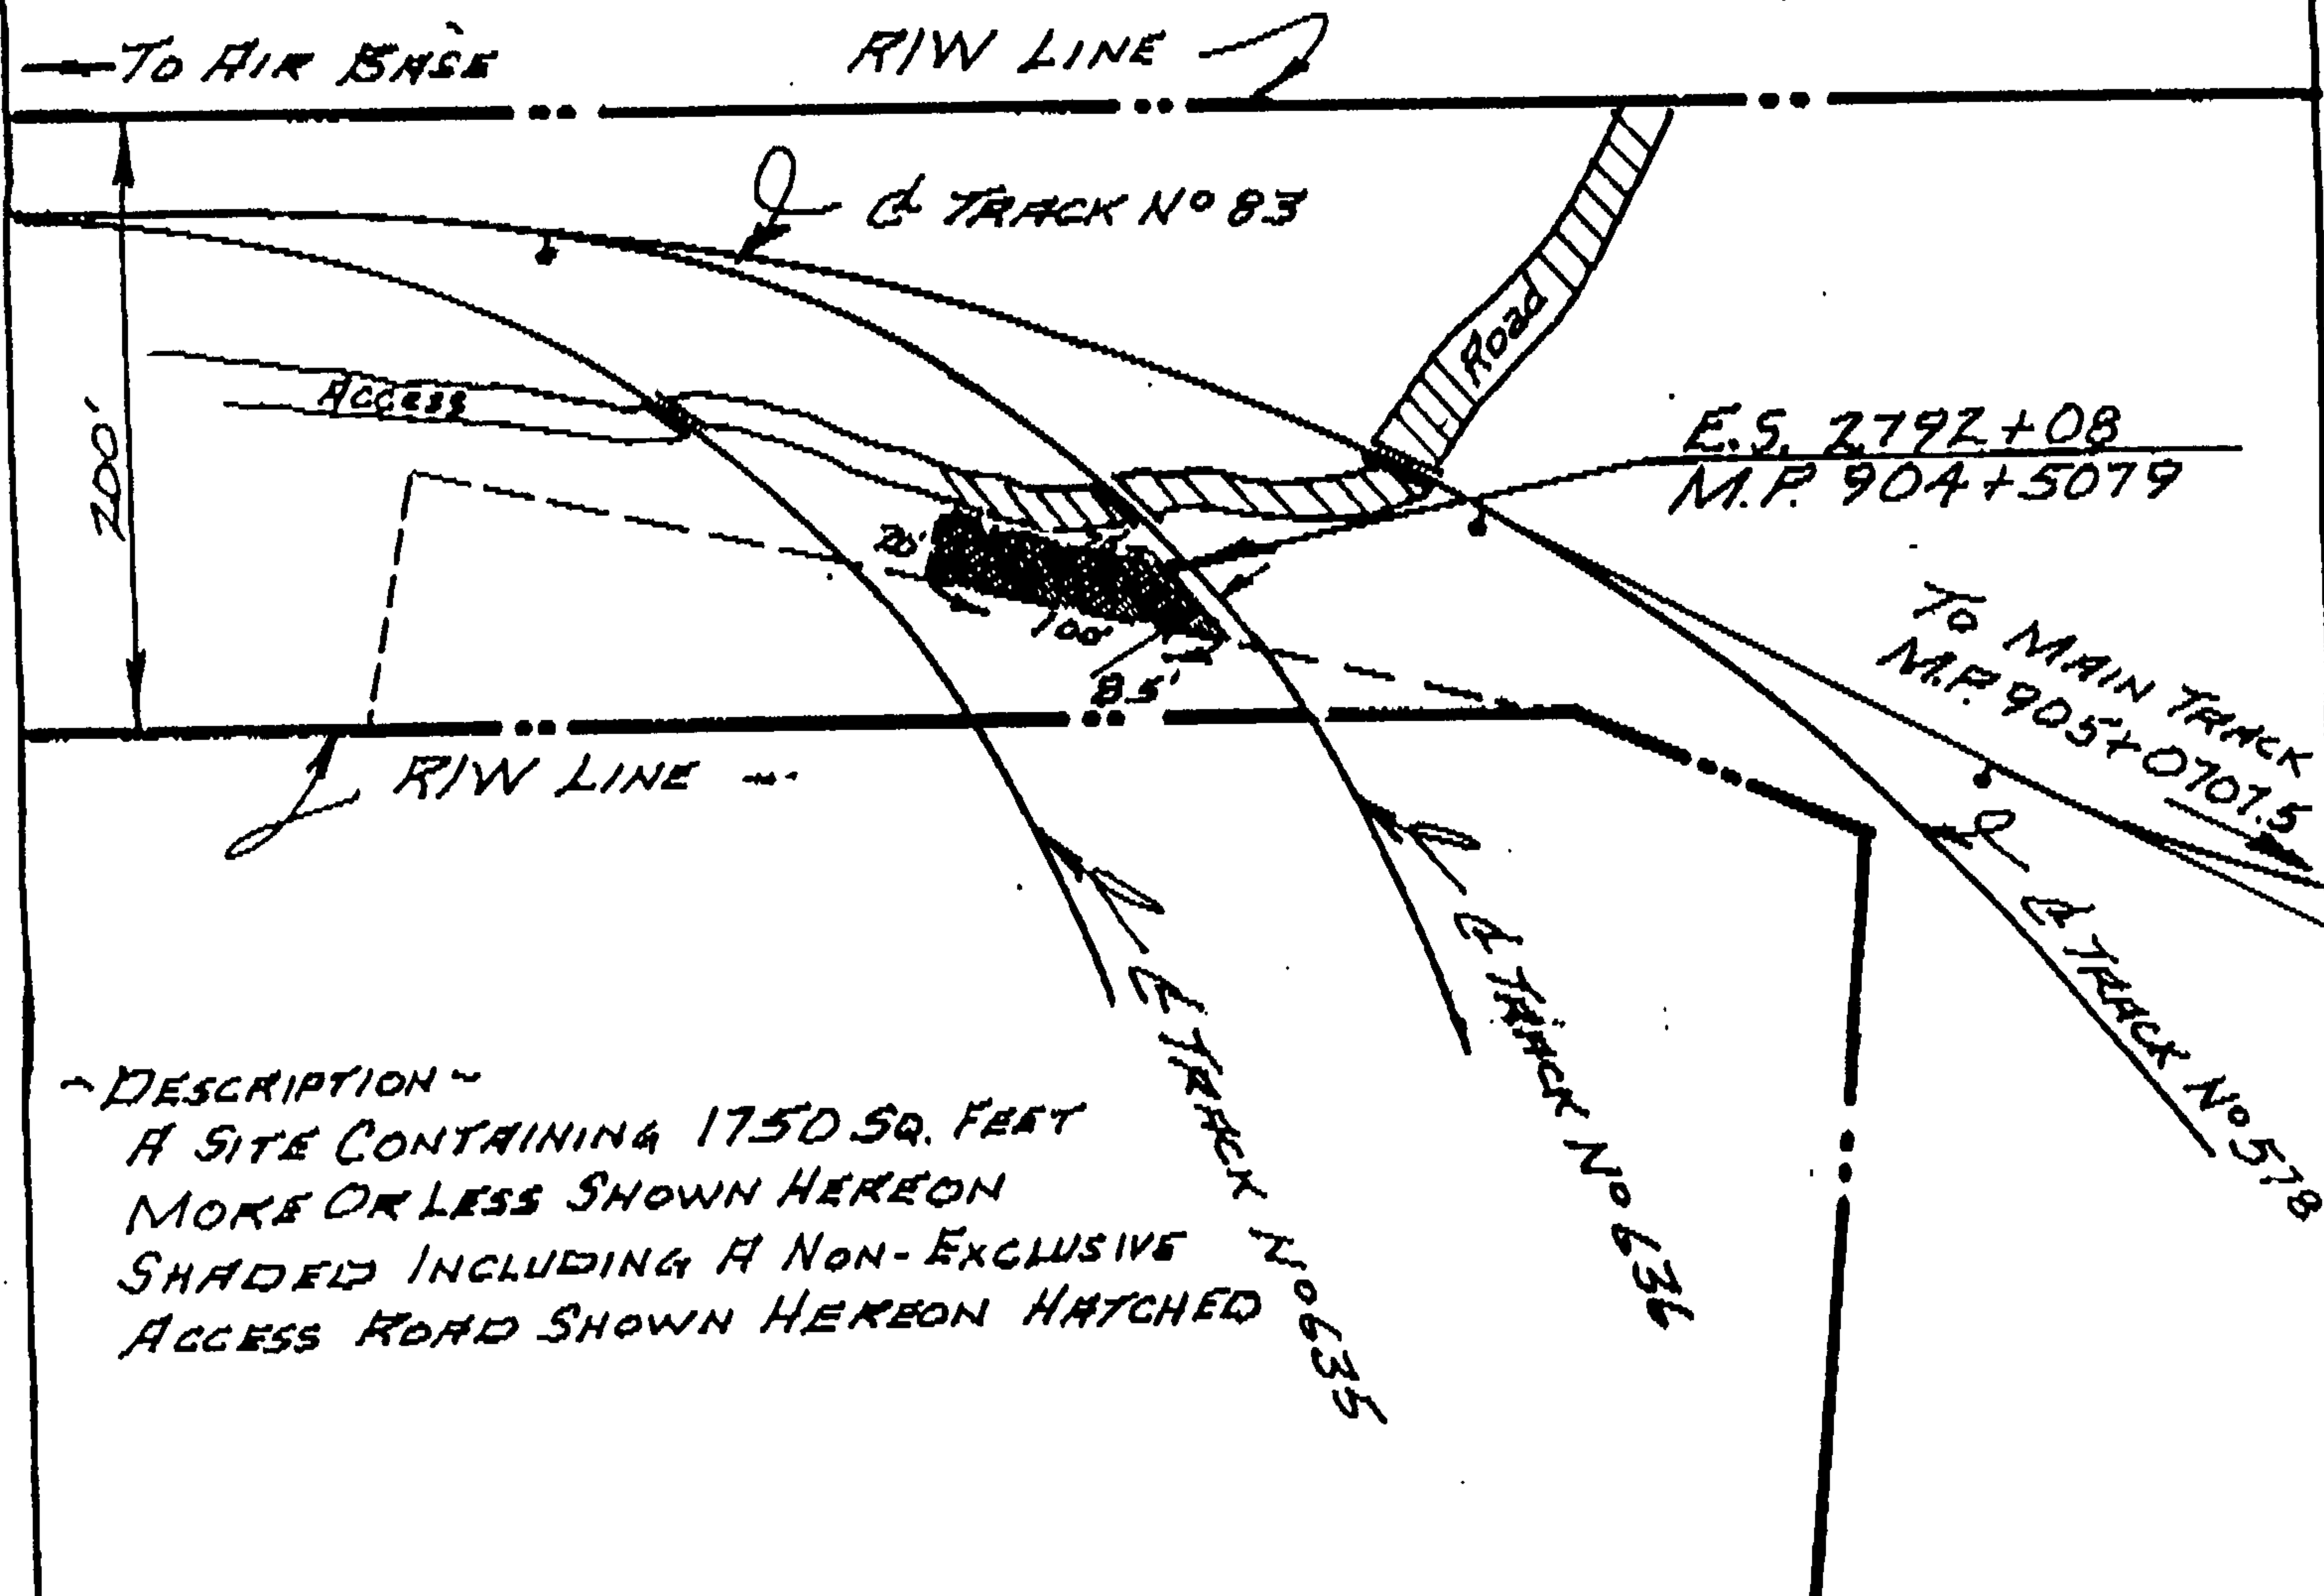 To AIR BASE
R/W LINE
℄ TRACK No 83
Road
ACCESS
200'
E.S. 2792+08
M.P. 904+5079
20'
100'
8.5'
To MAIN TRACK
M.P. 905+0707.5
R/W LINE
℄ TRACK No 578
℄ TRACK No 636
℄ TRACK No 635
~DESCRIPTION~
A SITE CONTAINING 1750 SQ. FEET
MORE OR LESS SHOWN HEREON
SHADED INCLUDING A NON-EXCLUSIVE
ACCESS ROAD SHOWN HEREON HATCHED